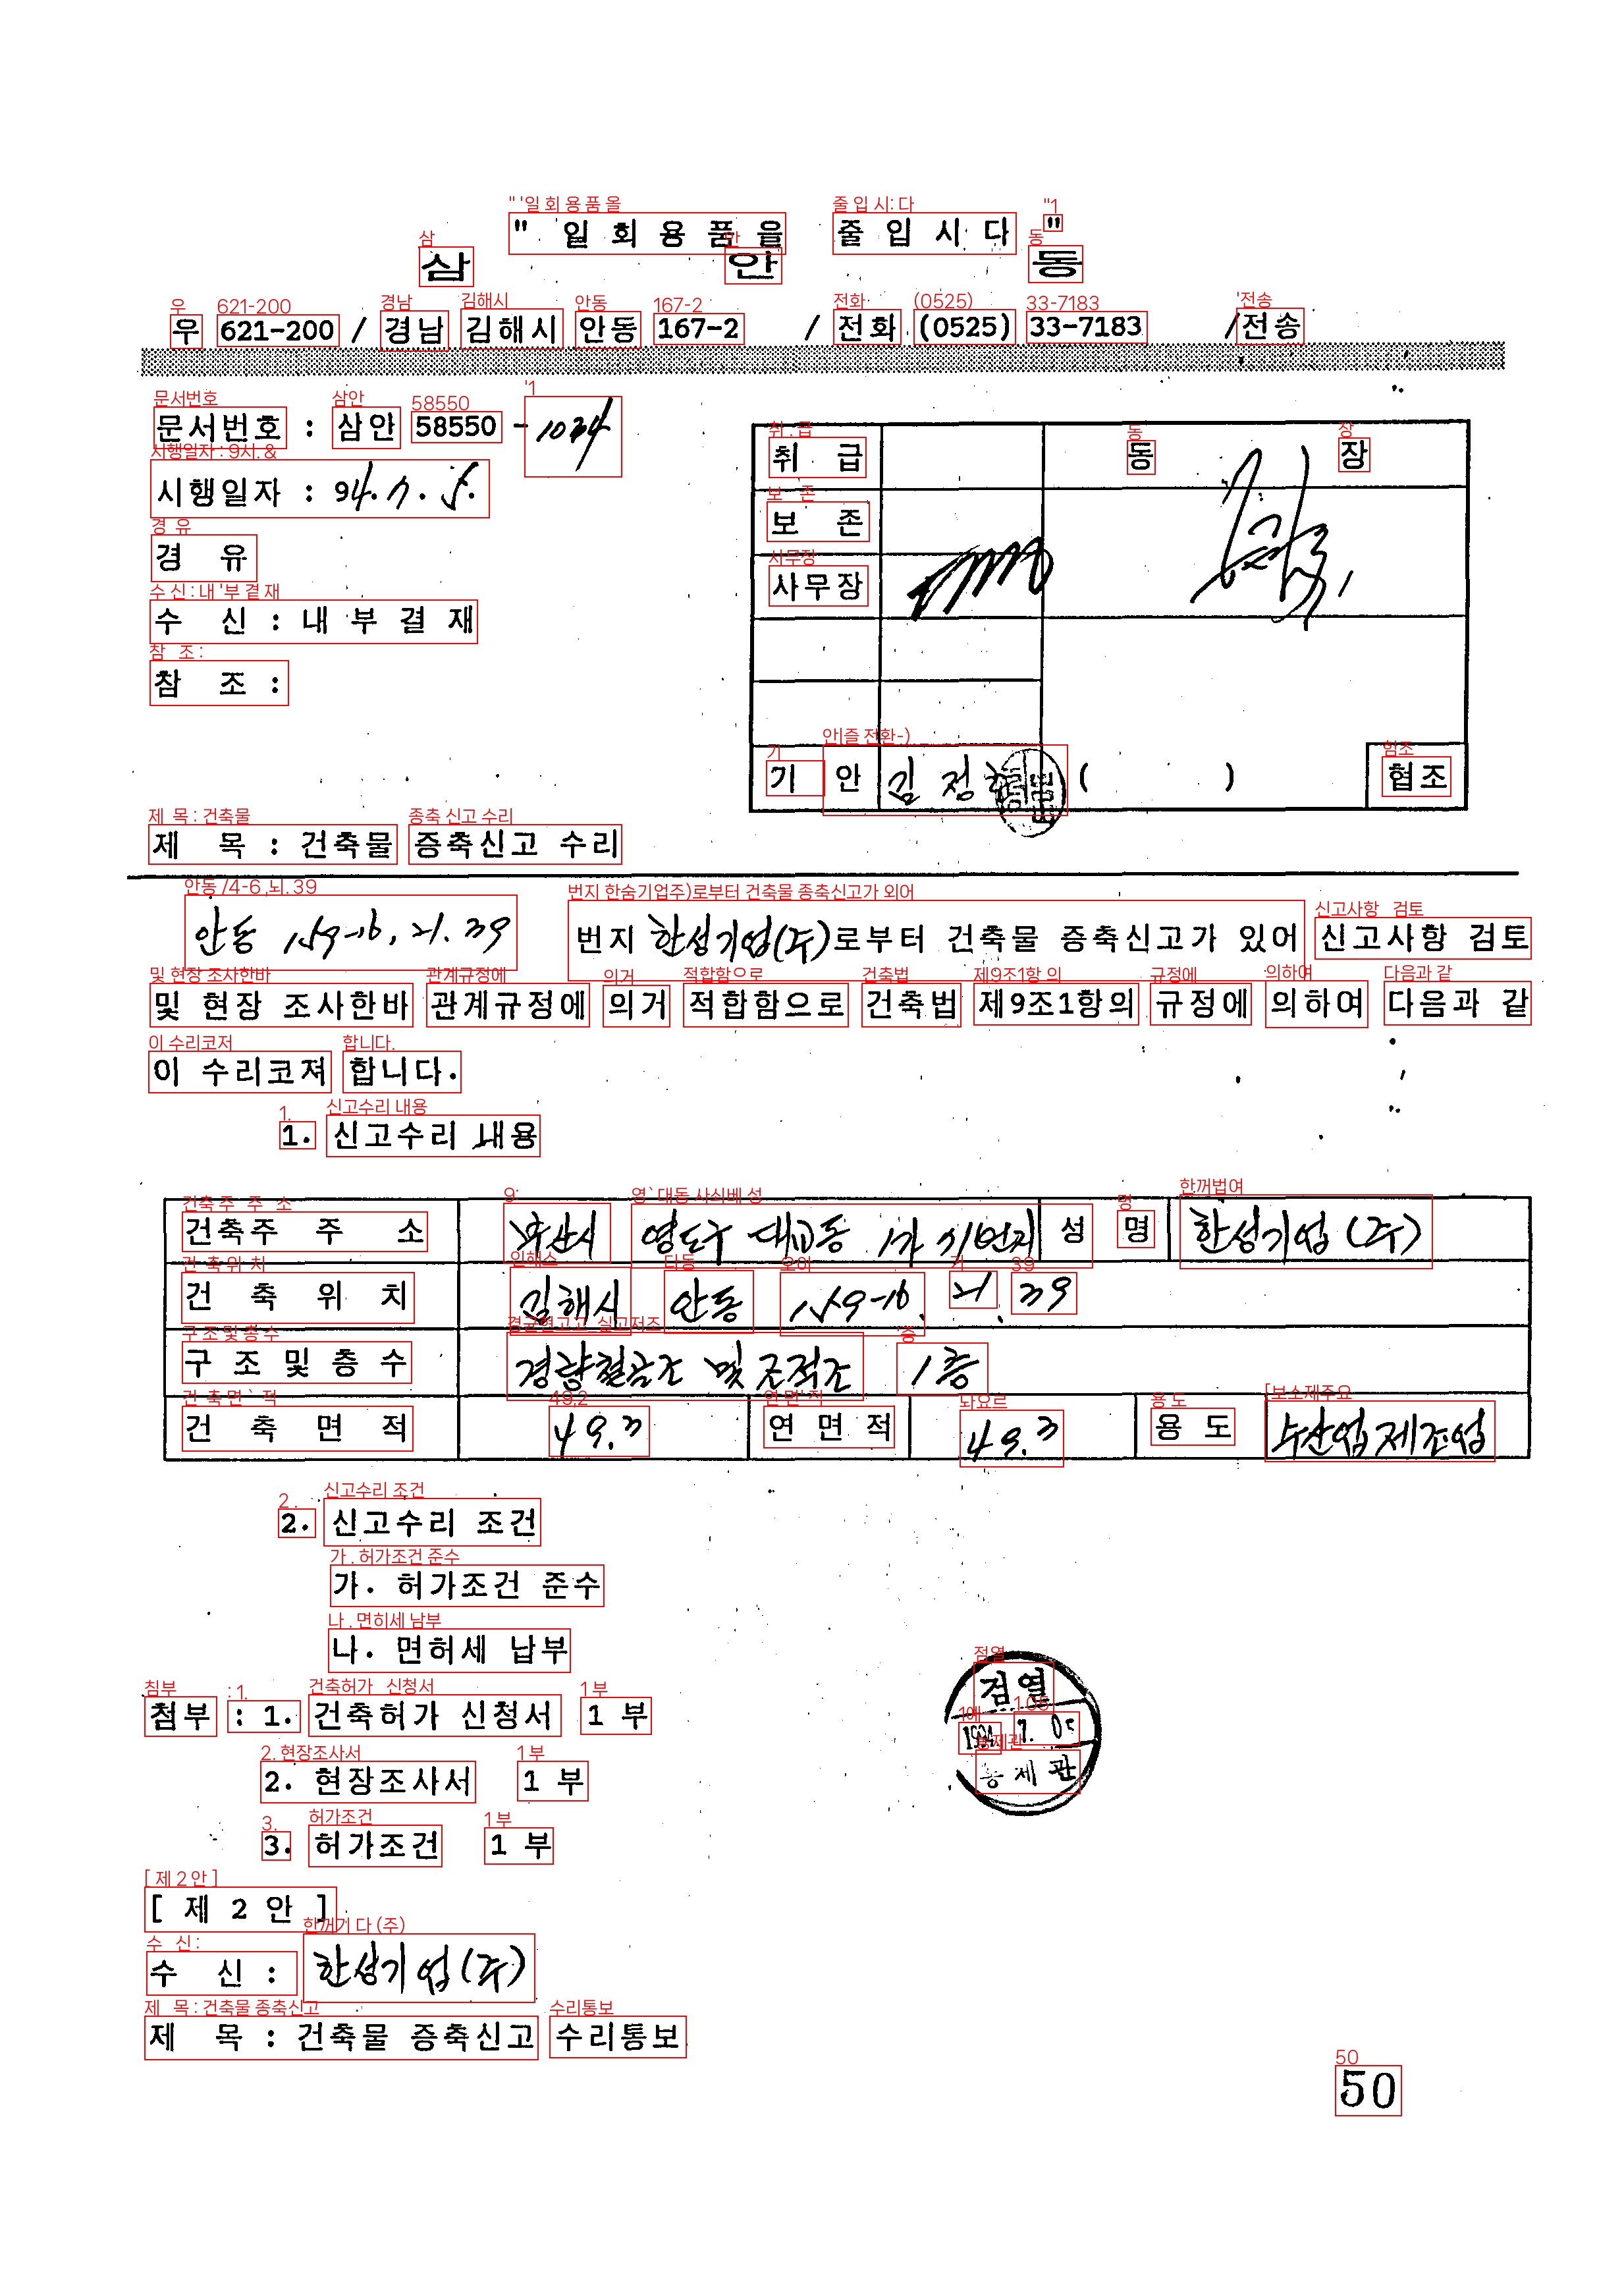 " 일 회 용 품 을 줄 입 시 다 "
삼 안 동
우 621-200 / 경남 김해시 안동 167-2 / 전화 (0525) 33-7183 / 전송
문서번호 : 삼안 58550 - 1034
시행일자 : 94. 7. 5.
경 유
수 신 : 내 부 결 재
참 조 :
취 급 동 장
보 존
사무장
기 안 김 정 ( ) 협조
제 목 : 건축물 증축신고 수리
안동 159-16, 21. 39 번지 한성기업(주)로부터 건축물 증축신고가 있어 신고사항 검토
및 현장 조사한바 관계규정에 의거 적합함으로 건축법 제9조1항의 규정에 의하여 다음과 같
이 수리코져 합니다.
1. 신고수리 내용
건축주 주 소 부산시 영도구 대교동 1가 번지 성 명 한성기업 (주)
건 축 위 치 김해시 안동 159-16. 21. 39
구 조 및 층 수 경량철골조 및 조적조 1층
건 축 면 적 49.3 연 면 적 49.3 용 도 수산업제조업
2. 신고수리 조건
가. 허가조건 준수
나. 면허세 납부
첨부 : 1. 건축허가 신청서 1 부
2. 현장조사서 1 부
3. 허가조건 1 부
검열
1994 7. 05
통제관
[ 제 2 안 ]
수 신 : 한성기업(주)
제 목 : 건축물 증축신고 수리통보
50